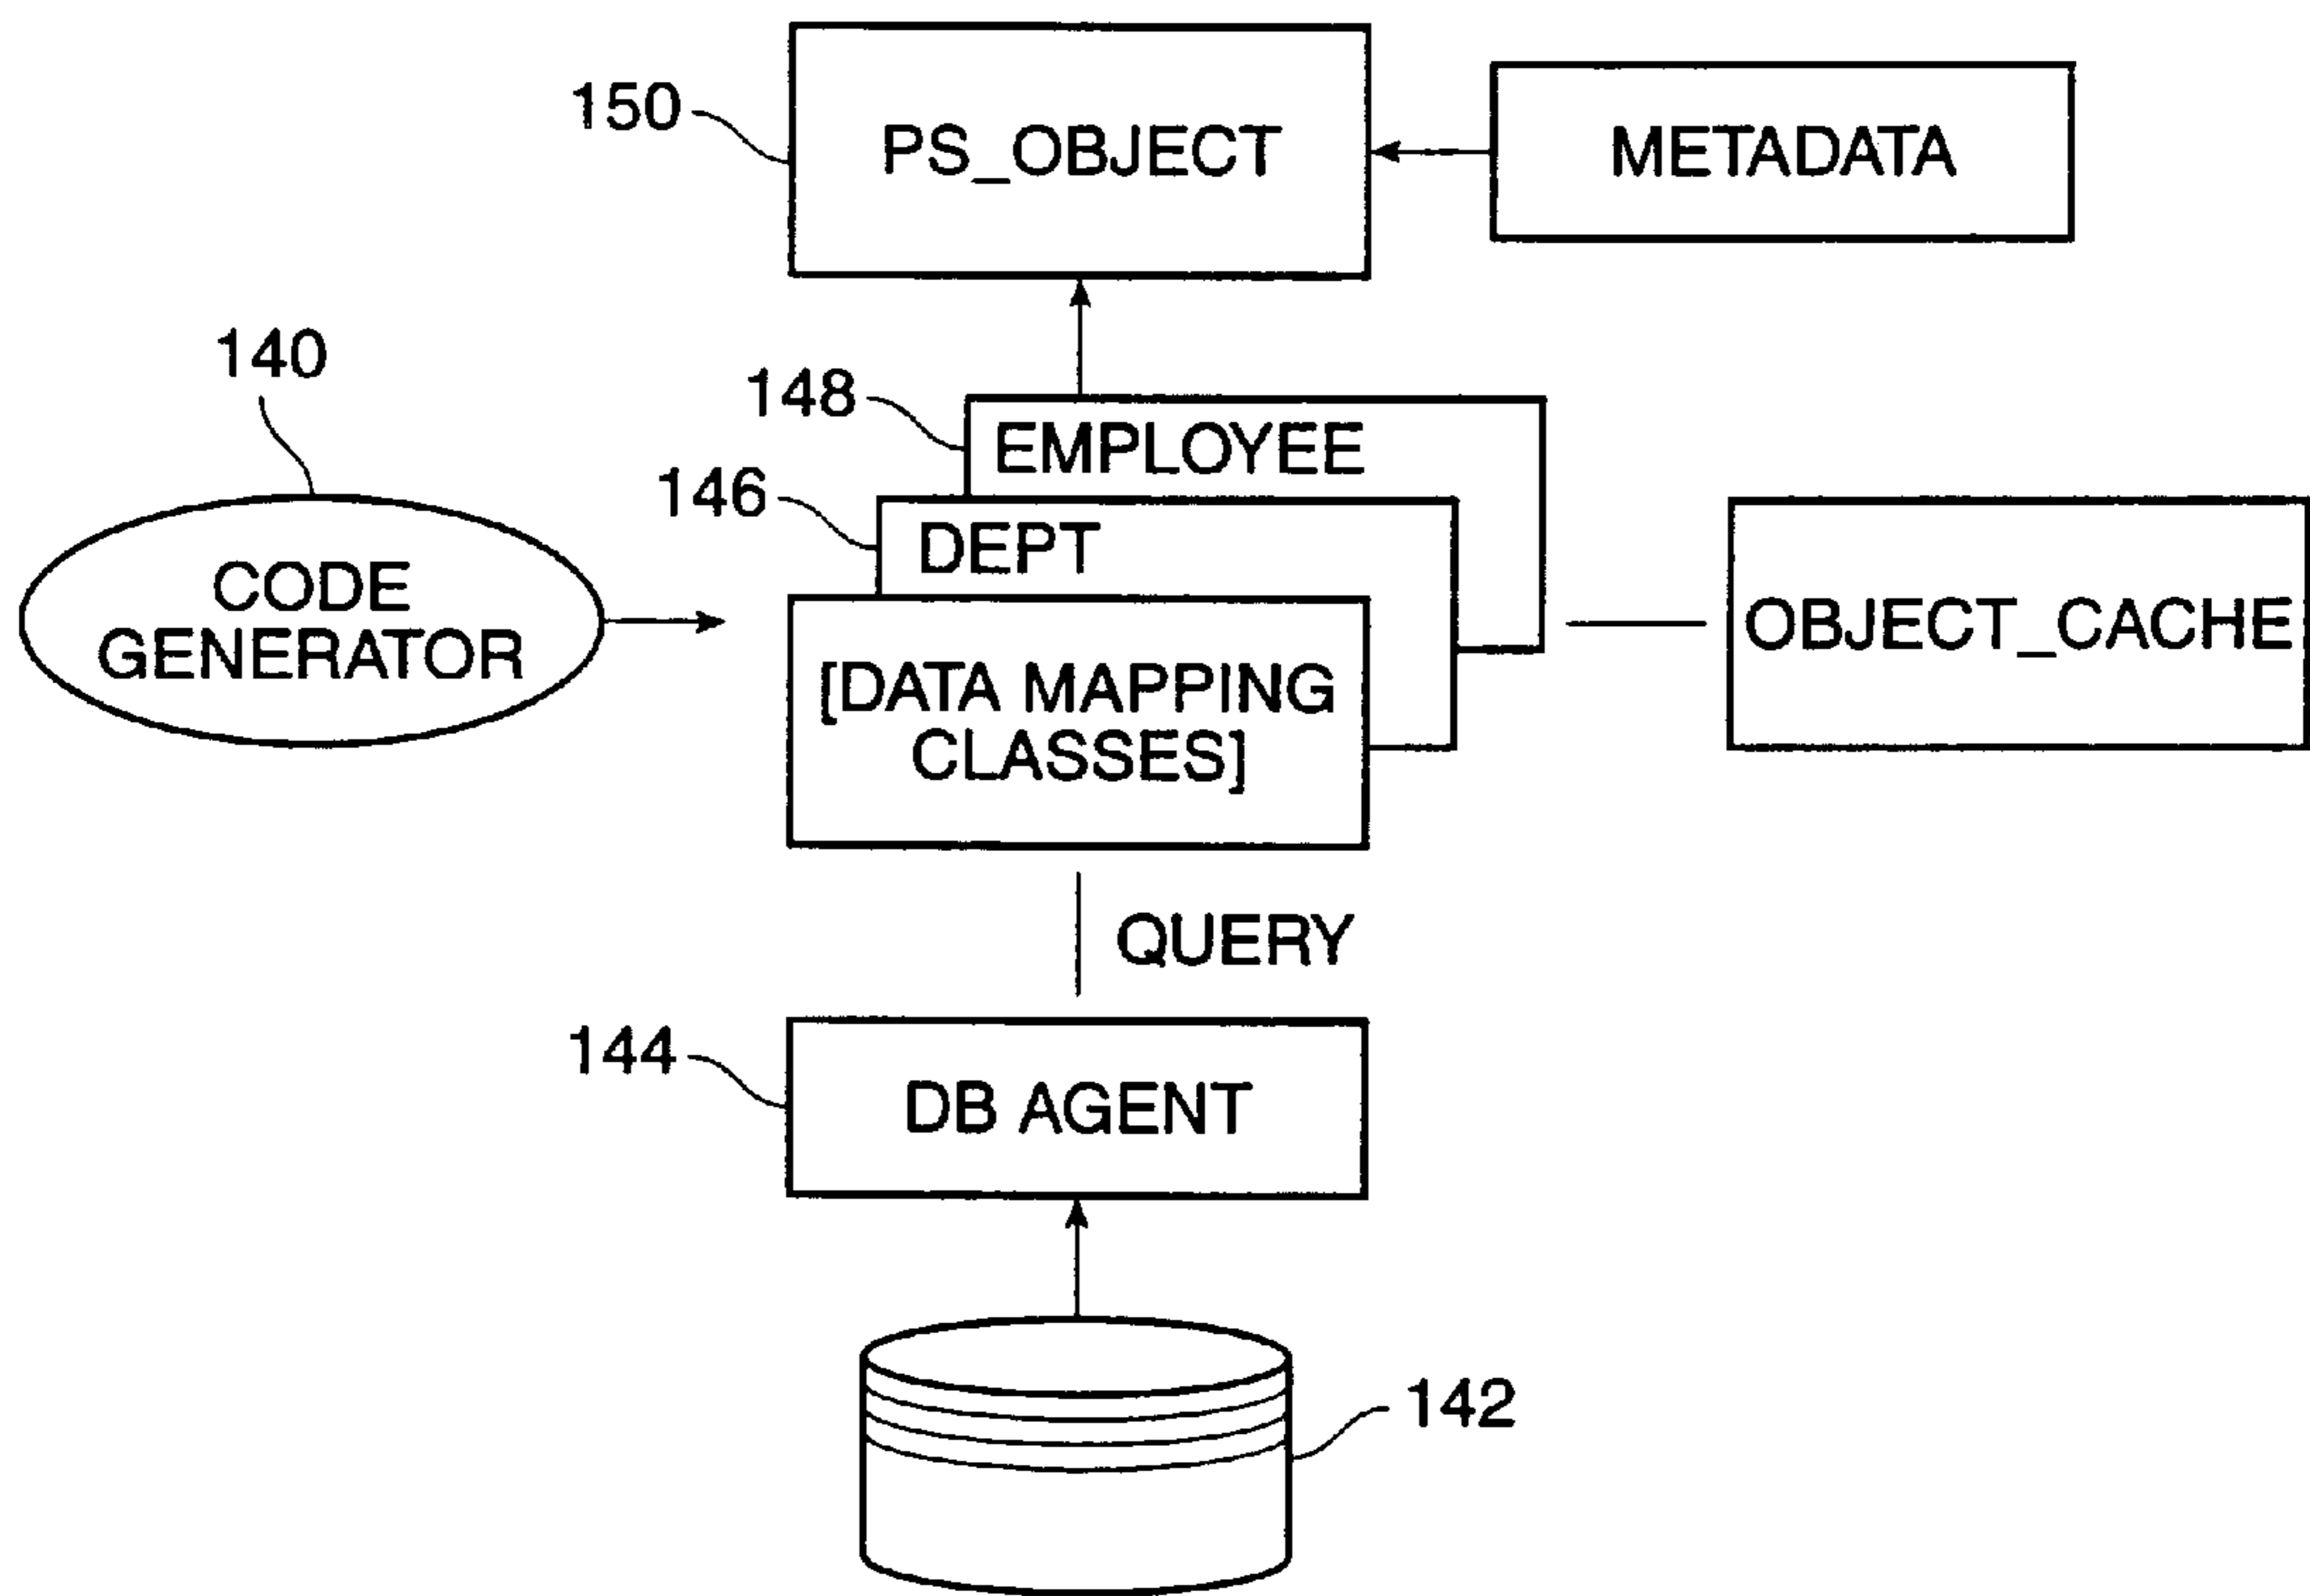 150
PS_OBJECT
METADATA
140
148
EMPLOYEE
146
DEPT
CODE
GENERATOR
OBJECT_CACHE
[DATA MAPPING
CLASSES]
QUERY
144
DB AGENT
142